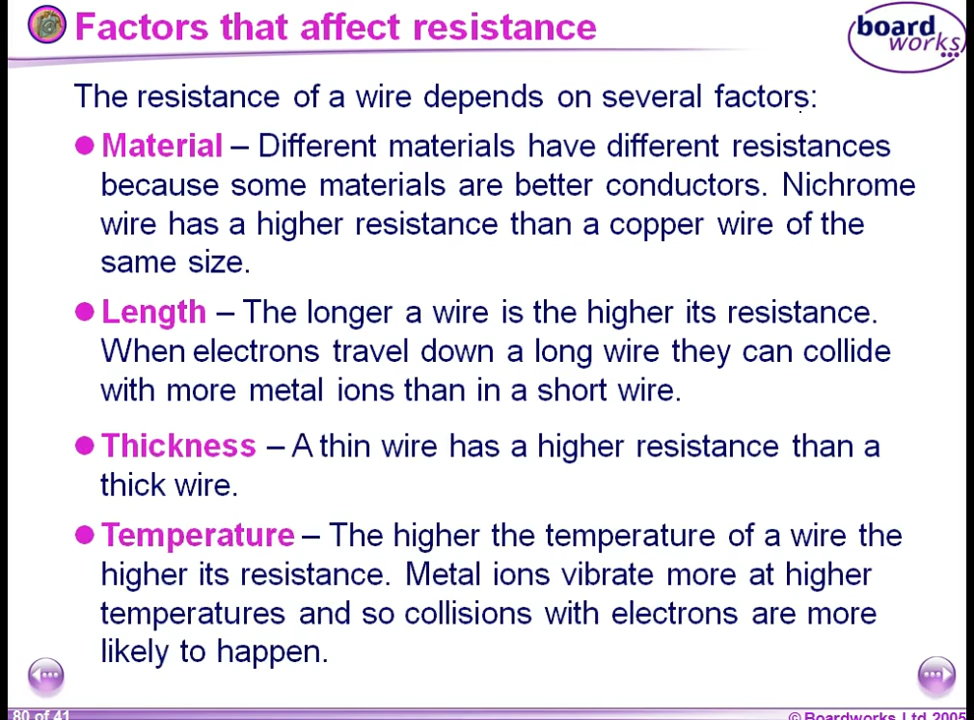 Factors that affect resistance
board
works
The resistance of a wire depends on several factors:
Material – Different materials have different resistances
because some materials are better conductors. Nichrome
wire has a higher resistance than a copper wire of the
same size.
Length – The longer a wire is the higher its resistance.
When electrons travel down a long wire they can collide
with more metal ions than in a short wire.
Thickness – A thin wire has a higher resistance than a
thick wire.
Temperature – The higher the temperature of a wire the
higher its resistance. Metal ions vibrate more at higher
temperatures and so collisions with electrons are more
likely to happen.
80 of 41
© Boardworks Ltd 2005